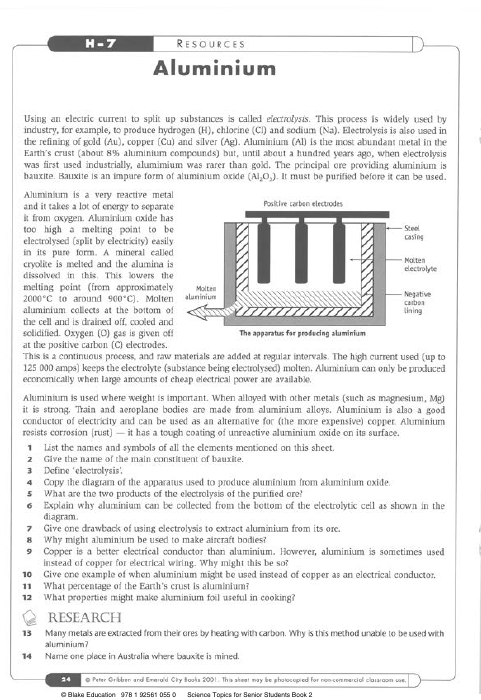 H-7 RESOURCES
Aluminium
Using an electric current to split up substances is called electrolysis. This process is widely used by
industry, for example, to produce hydrogen (H), chlorine (Cl) and sodium (Na). Electrolysis is also used in
the refining of gold (Au), copper (Cu) and silver (Ag). Aluminium (Al) is the most abundant metal in the
Earth's crust (about 8% aluminium compounds) but, until about a hundred years ago, when electrolysis
was first used industrially, aluminium was rarer than gold. The principal ore providing aluminium is
bauxite. Bauxite is an impure form of aluminium oxide (Al₂O₃). It must be purified before it can be used.
Aluminium is a very reactive metal
and it takes a lot of energy to separate
it from oxygen. Aluminium oxide has
too high a melting point to be
electrolysed (split by electricity) easily
in its pure form. A mineral called
cryolite is melted and the alumina is
dissolved in this. This lowers the
melting point (from approximately
2000°C to around 900°C). Molten
aluminium collects at the bottom of
the cell and is drained off, cooled and
solidified. Oxygen (O) gas is given off
at the positive carbon (C) electrodes.
Positive carbon electrodes
Steel
casing
Molten
electrolyte
Negative
carbon
lining
Molten
aluminium
The apparatus for producing aluminium
This is a continuous process, and raw materials are added at regular intervals. The high current used (up to
125 000 amps) keeps the electrolyte (substance being electrolysed) molten. Aluminium can only be produced
economically when large amounts of cheap electrical power are available.
Aluminium is used where weight is important. When alloyed with other metals (such as magnesium, Mg)
it is strong. Train and aeroplane bodies are made from aluminium alloys. Aluminium is also a good
conductor of electricity and can be used as an alternative for (the more expensive) copper. Aluminium
resists corrosion (rust) — it has a tough coating of unreactive aluminium oxide on its surface.
1 List the names and symbols of all the elements mentioned on this sheet.
2 Give the name of the main constituent of bauxite.
3 Define 'electrolysis'.
4 Copy the diagram of the apparatus used to produce aluminium from aluminium oxide.
5 What are the two products of the electrolysis of the purified ore?
6 Explain why aluminium can be collected from the bottom of the electrolytic cell as shown in the
diagram.
7 Give one drawback of using electrolysis to extract aluminium from its ore.
8 Why might aluminium be used to make aircraft bodies?
9 Copper is a better electrical conductor than aluminium. However, aluminium is sometimes used
instead of copper for electrical wiring. Why might this be so?
10 Give one example of when aluminium might be used instead of copper as an electrical conductor.
11 What percentage of the Earth's crust is aluminium?
12 What properties might make aluminium foil useful in cooking?
RESEARCH
13 Many metals are extracted from their ores by heating with carbon. Why is this method unable to be used with
aluminium?
14 Name one place in Australia where bauxite is mined.
24 © Peter Gribben and Emerald City Books 2001. This sheet may be photocopied for non-commercial classroom use.
© Blake Education 978 1 92561 055 0 Science Topics for Senior Students Book 2